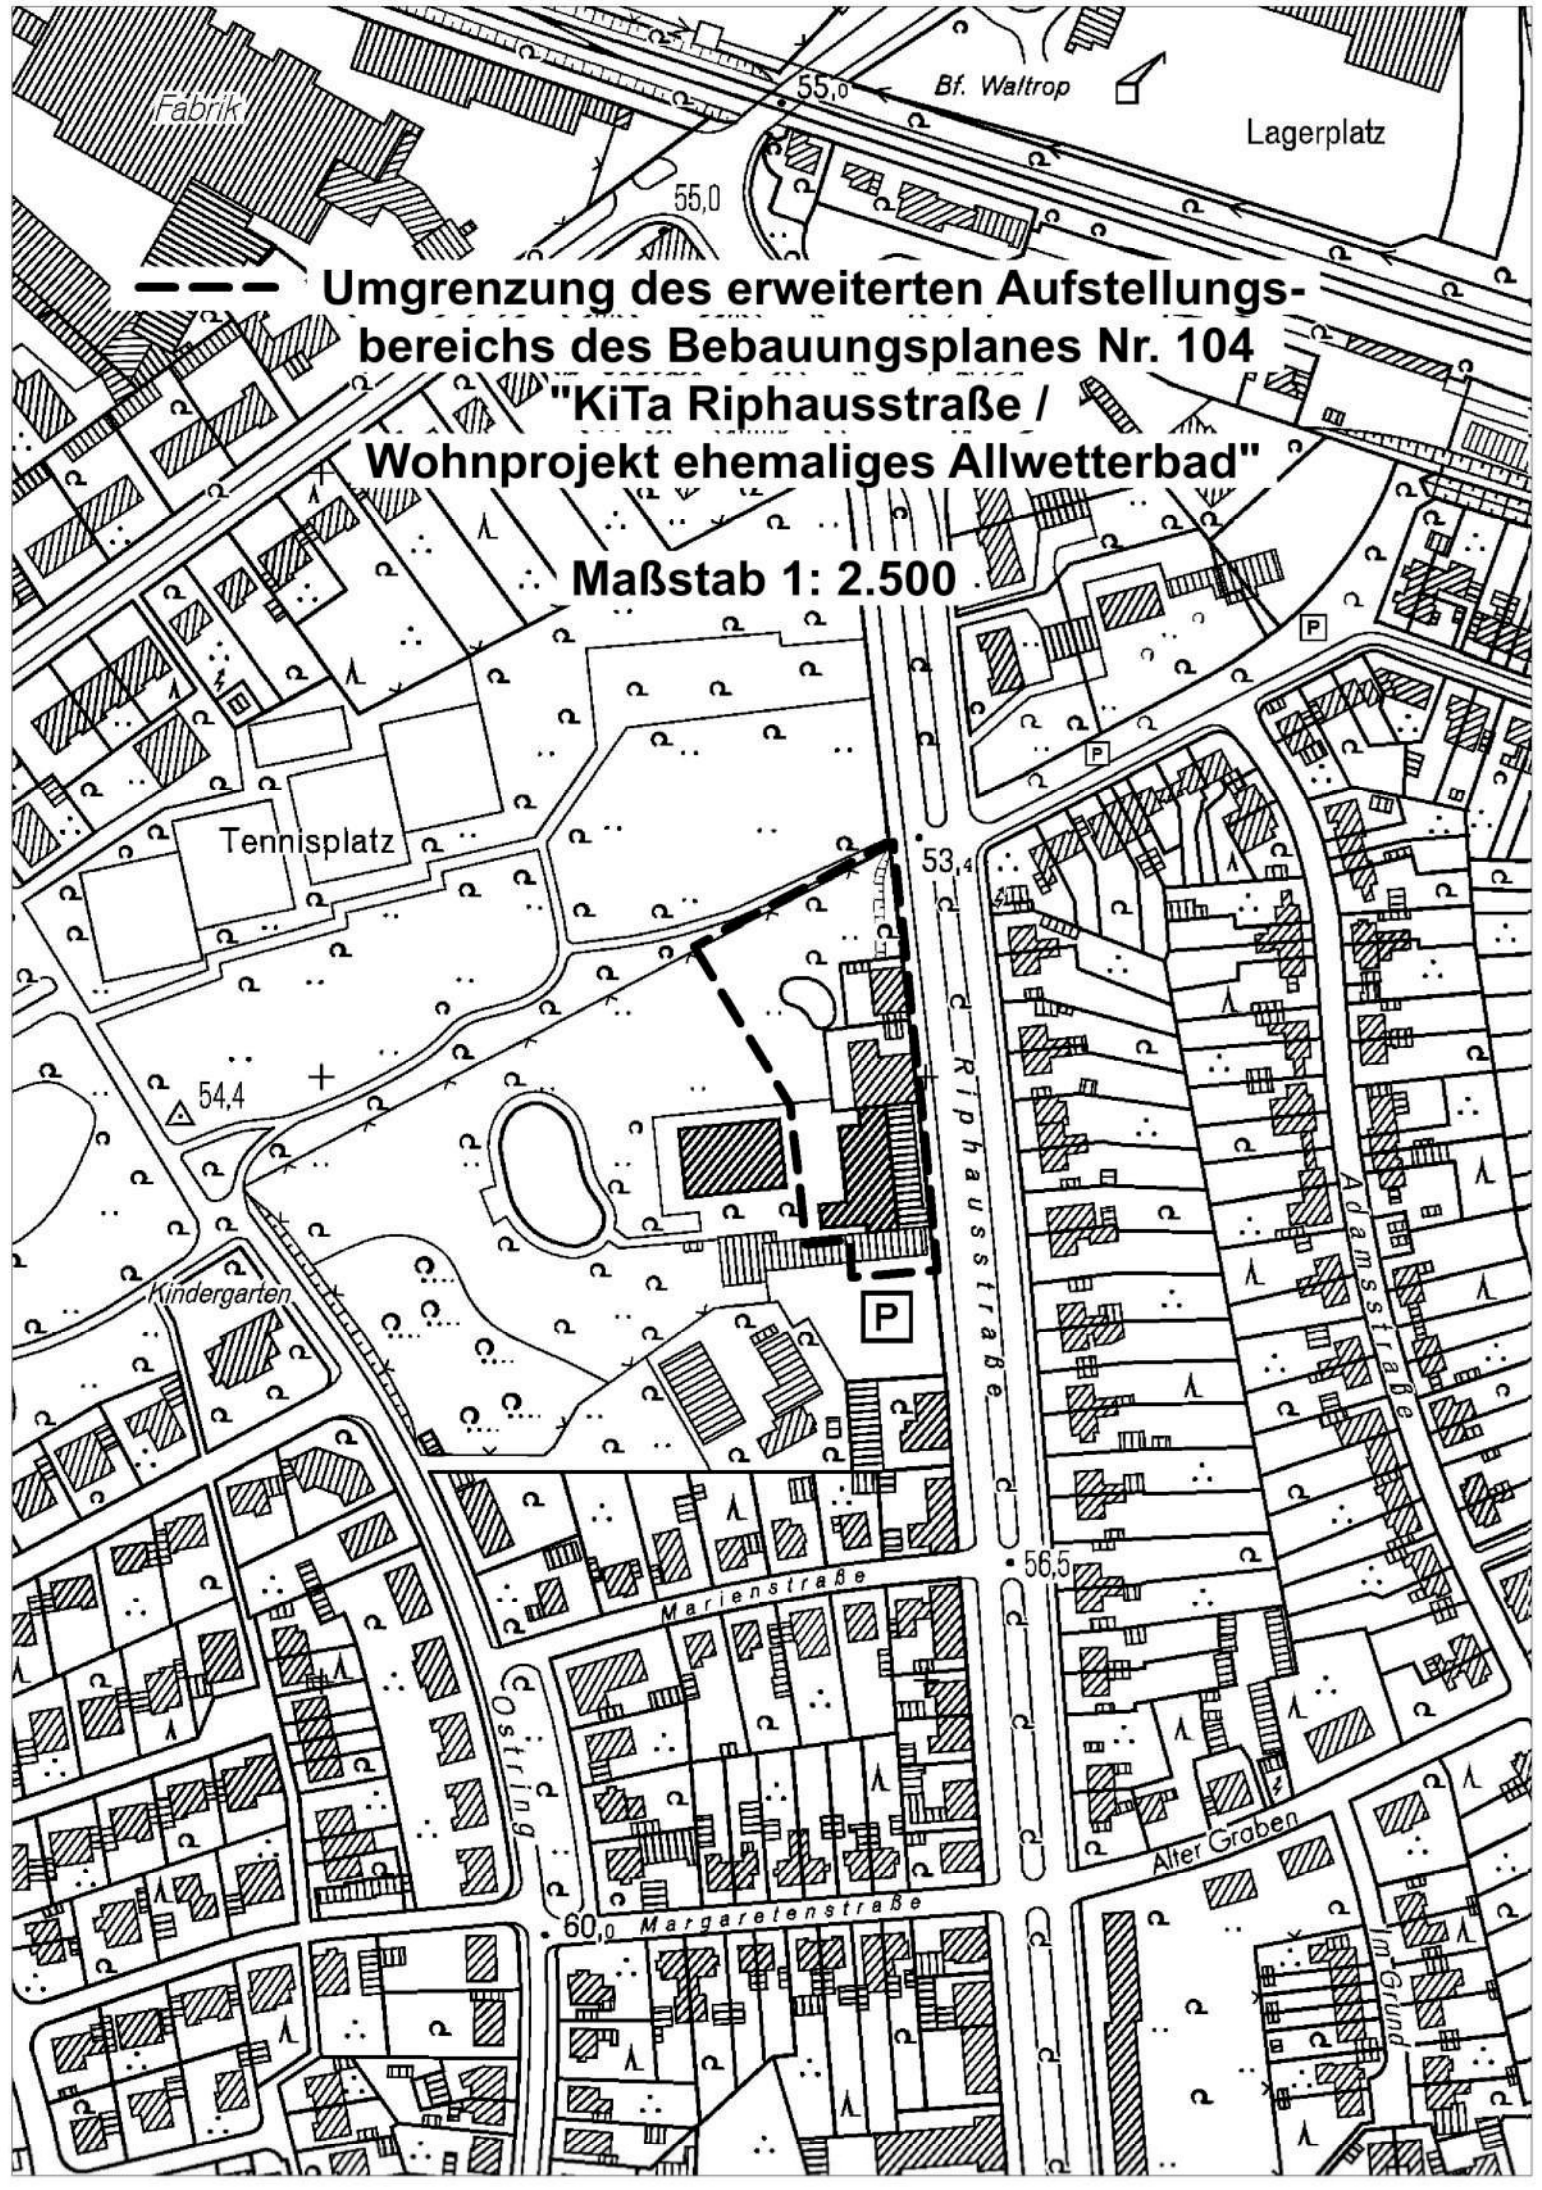 Fabrik
55,0
Bf. Waltrop
Lagerplatz
55,0
Umgrenzung des erweiterten Aufstellungs-
bereichs des Bebauungsplanes Nr. 104
"KiTa Riphausstraße /
Wohnprojekt ehemaliges Allwetterbad"
Maßstab 1: 2.500
P
P
Tennisplatz
53,4
54,4
Riphausstraße
Adamsstraße
Kindergarten
P
56,5
Marienstraße
Ostring
Alter Graben
60,0
Margaretenstraße
Im Grund